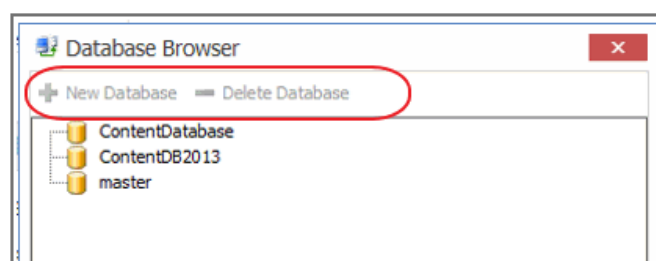 Database Browser
New Database Delete Database
ContentDatabase
ContentDB2013
master